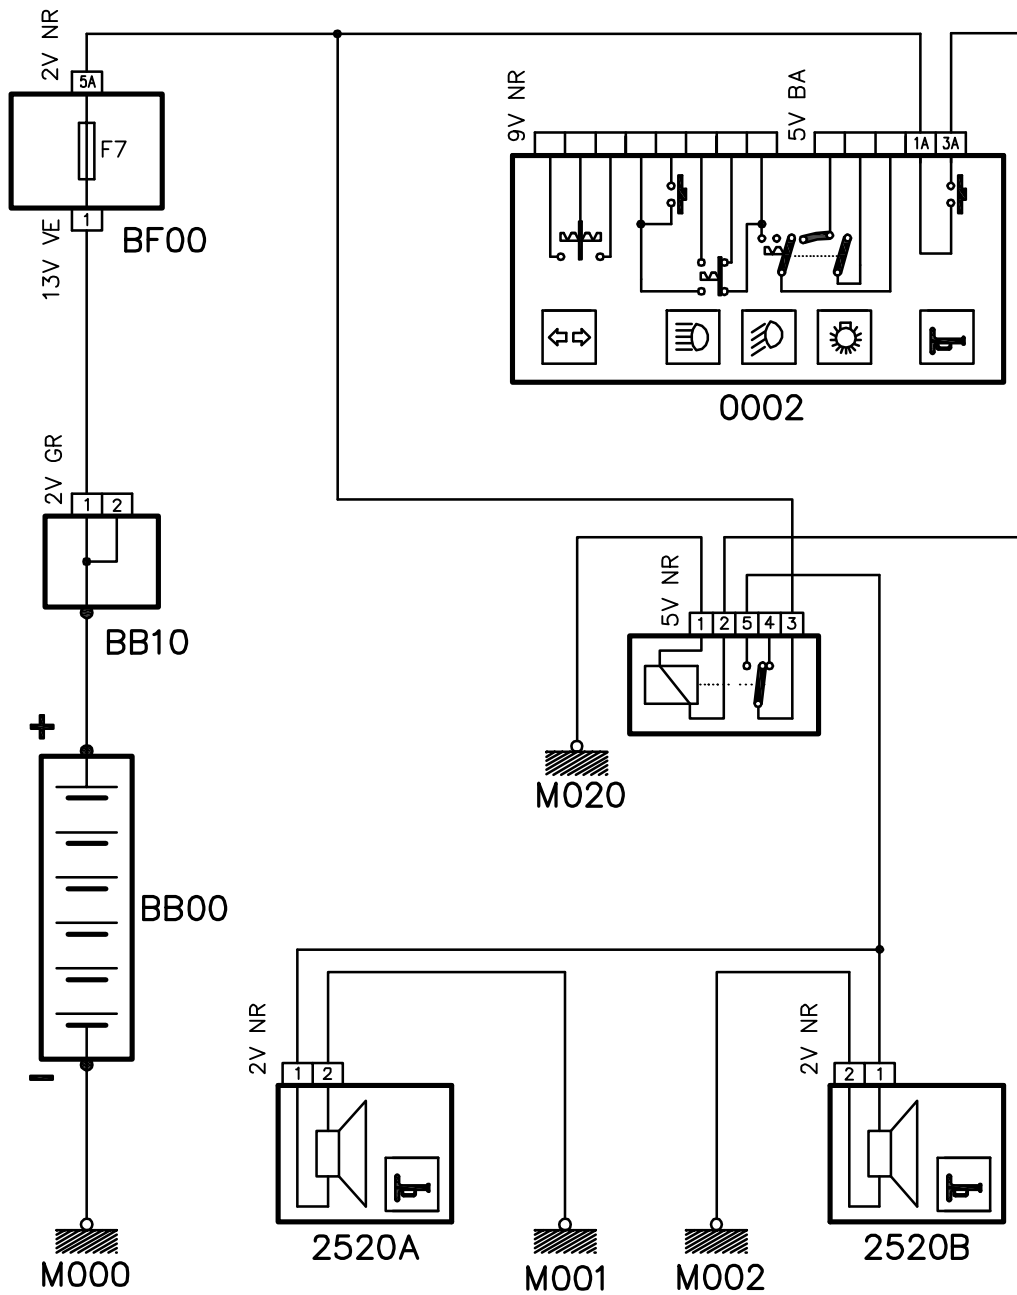 2V NR
5A
F7
1
13V VE
BF00
9V NR
5V BA
1A
3A
0002
2V GR
1
2
BB10
5V NR
1
2
5
4
3
+
M020
BB00
-
2V NR
1
2
2V NR
2
1
2520A
2520B
M000
M001
M002